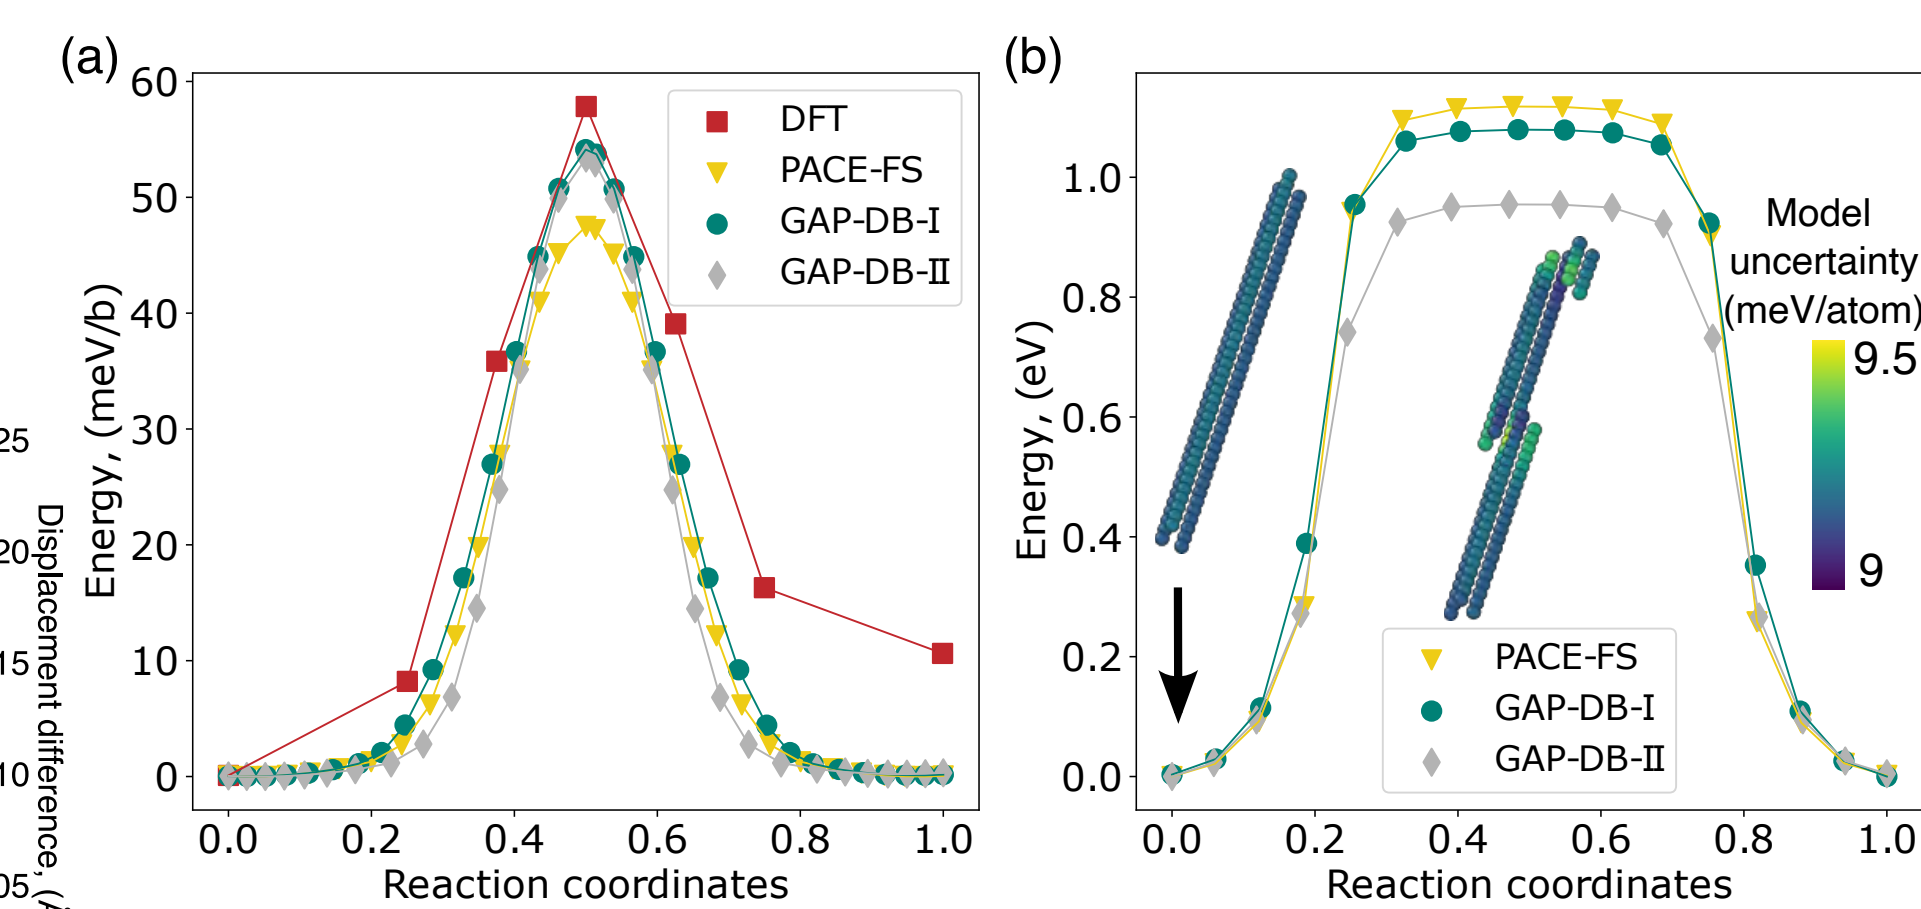 (a)
60
50
40
30
20
10
0
Energy, (meV/b)
DFT
PACE-FS
GAP-DB-I
GAP-DB-II
0.0 0.2 0.4 0.6 0.8 1.0
Reaction coordinates
25
20
15
10
05
Displacement difference, (
(b)
1.0
0.8
0.6
0.4
0.2
0.0
Energy, (eV)
Model
uncertainty
(meV/atom)
9.5
9
PACE-FS
GAP-DB-I
GAP-DB-II
0.0 0.2 0.4 0.6 0.8 1.0
Reaction coordinates